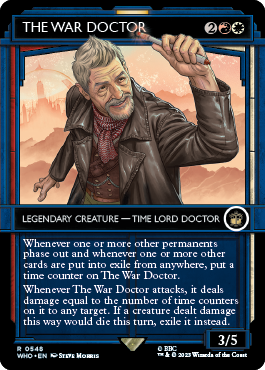 THE WAR DOCTOR 2
LEGENDARY CREATURE — TIME LORD DOCTOR
Whenever one or more other permanents
phase out and whenever one or more other
cards are put into exile from anywhere, put a
time counter on The War Doctor.
Whenever The War Doctor attacks, it deals
damage equal to the number of time counters
on it to any target. If a creature dealt damage
this way would die this turn, exile it instead.
3/5
R 0548
WHO • EN STEVE MORRIS
© BBC
™ & © 2023 Wizards of the Coast